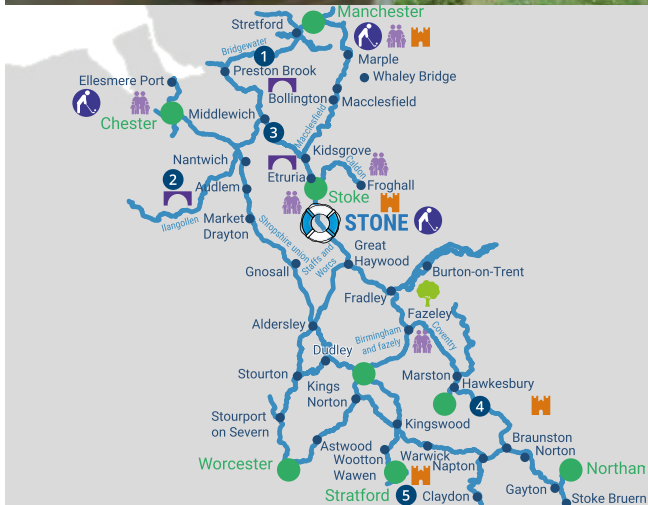 Manchester
Stretford
Bridgewater
1
Marple
Preston Brook
Whaley Bridge
Ellesmere Port
Bollington
Macclesfield
Chester
Middlewich
3
Macclesfield
Kidsgrove
Nantwich
Caldon
Etruria
2
Audlem
Froghall
Stoke
llangollen
Market
Drayton
STONE
Shropshire union
Staffs and
Worcs
Great
Haywood
Gnosall
Burton-on-Trent
Fradley
Fazeley
Aldersley
Birmingham
and fazely
Coventry
Dudley
Stourton
Kings
Norton
Marston
Hawkesbury
4
Stourport
on Severn
Kingswood
Braunston
Norton
Astwood
Wootton
Wawen
Warwick
Napton
Worcester
Northan
Stratford
5
Claydon
Gayton
Stoke Bruern